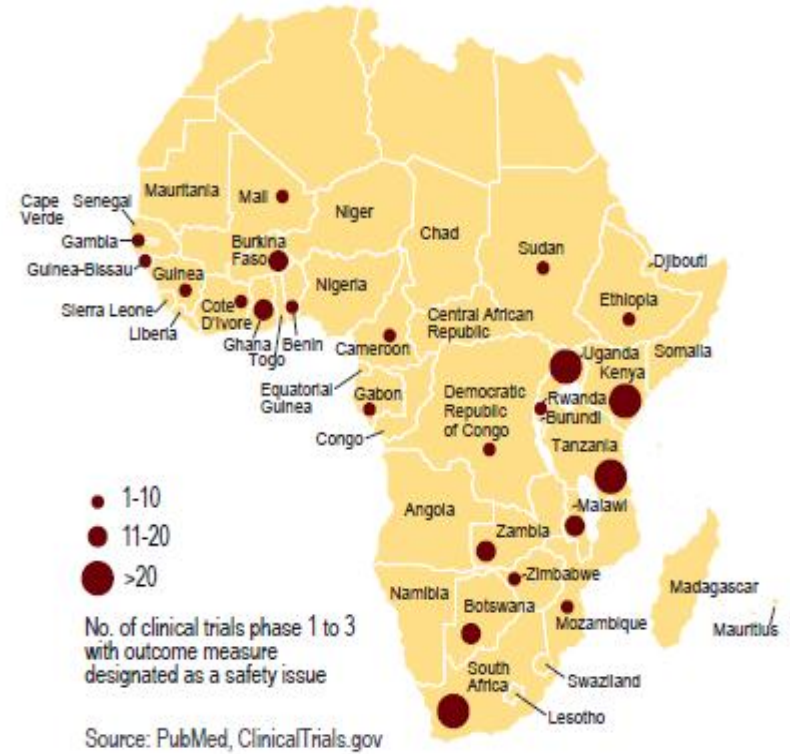 Mauritania
Mali
Niger
Chad
Sudan
Djibouti
Cape
Verde
Senegal
Gambia
Guinea-Bissau
Guinea
Sierra Leone
Liberia
Burkina
Faso
Cote
D'Ivore
Ghana
Togo
Benin
Nigeria
Cameroon
Central African
Republic
Ethiopia
Somalia
Equatorial
Guinea
Gabon
Congo
Democratic
Republic
of Congo
Uganda
Kenya
Rwanda
Burundi
Tanzania
Angola
Zambia
Malawi
Namibia
Botswana
Zimbabwe
Mozambique
Madagascar
Mauritius
South
Africa
Swaziland
Lesotho
1-10
11-20
>20
No. of clinical trials phase 1 to 3
with outcome measure
designated as a safety issue
Source: PubMed, ClinicalTrials.gov